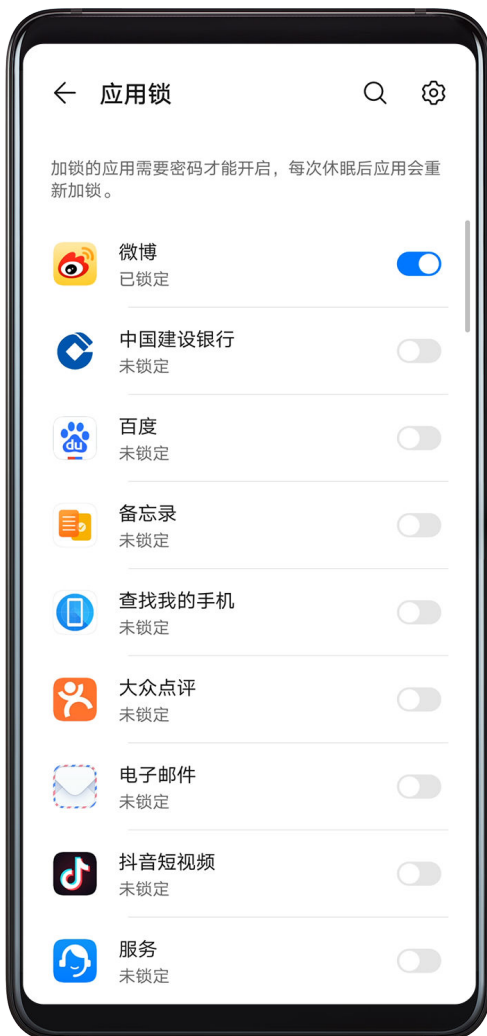 应用锁
加锁的应用需要密码才能开启，每次休眠后应用会重
新加锁。
微博
已锁定
中国建设银行
未锁定
du
百度
未锁定
备忘录
未锁定
查找我的手机
未锁定
大众点评
未锁定
电子邮件
未锁定
抖音短视频
未锁定
服务
未锁定